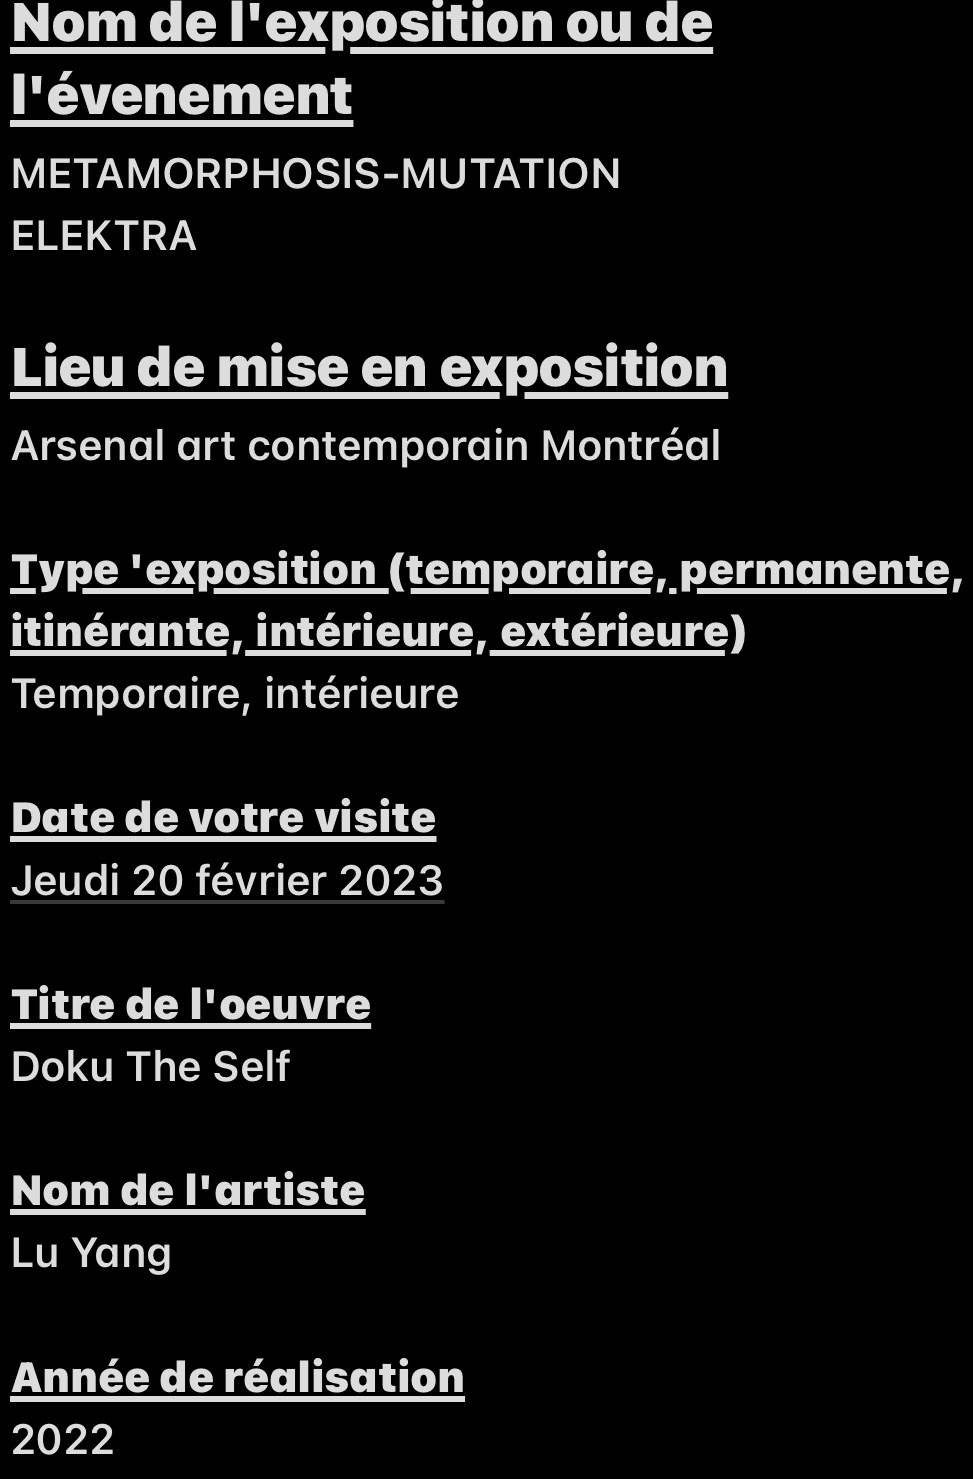 Nom de l'exposition ou de
l'évenement
METAMORPHOSIS-MUTATION
ELEKTRA
Lieu de mise en exposition
Arsenal art contemporain Montréal
Type 'exposition (temporaire, permanente,
itinérante, intérieure, extérieure)
Temporaire, intérieure
Date de votre visite
Jeudi 20 février 2023
Titre de l'oeuvre
Doku The Self
Nom de l'artiste
Lu Yang
Année de réalisation
2022